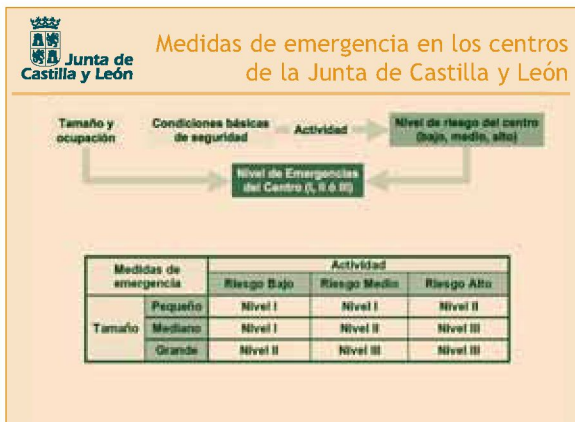 Junta de
Castilla y León
Medidas de emergencia en los centros
de la Junta de Castilla y León
Tamaño y
ocupación
Condiciones básicas
de seguridad
Actividad
Nivel de riesgo del centro
(bajo, medio, alto)
Nivel de Emergencias
del Centro (I, II ó III)
Medidas de
emergencia
Actividad
Riesgo Bajo Riesgo Medio Riesgo Alto
Tamaño
Pequeño Nivel I Nivel I Nivel II
Mediano Nivel I Nivel II Nivel III
Grande Nivel II Nivel III Nivel III